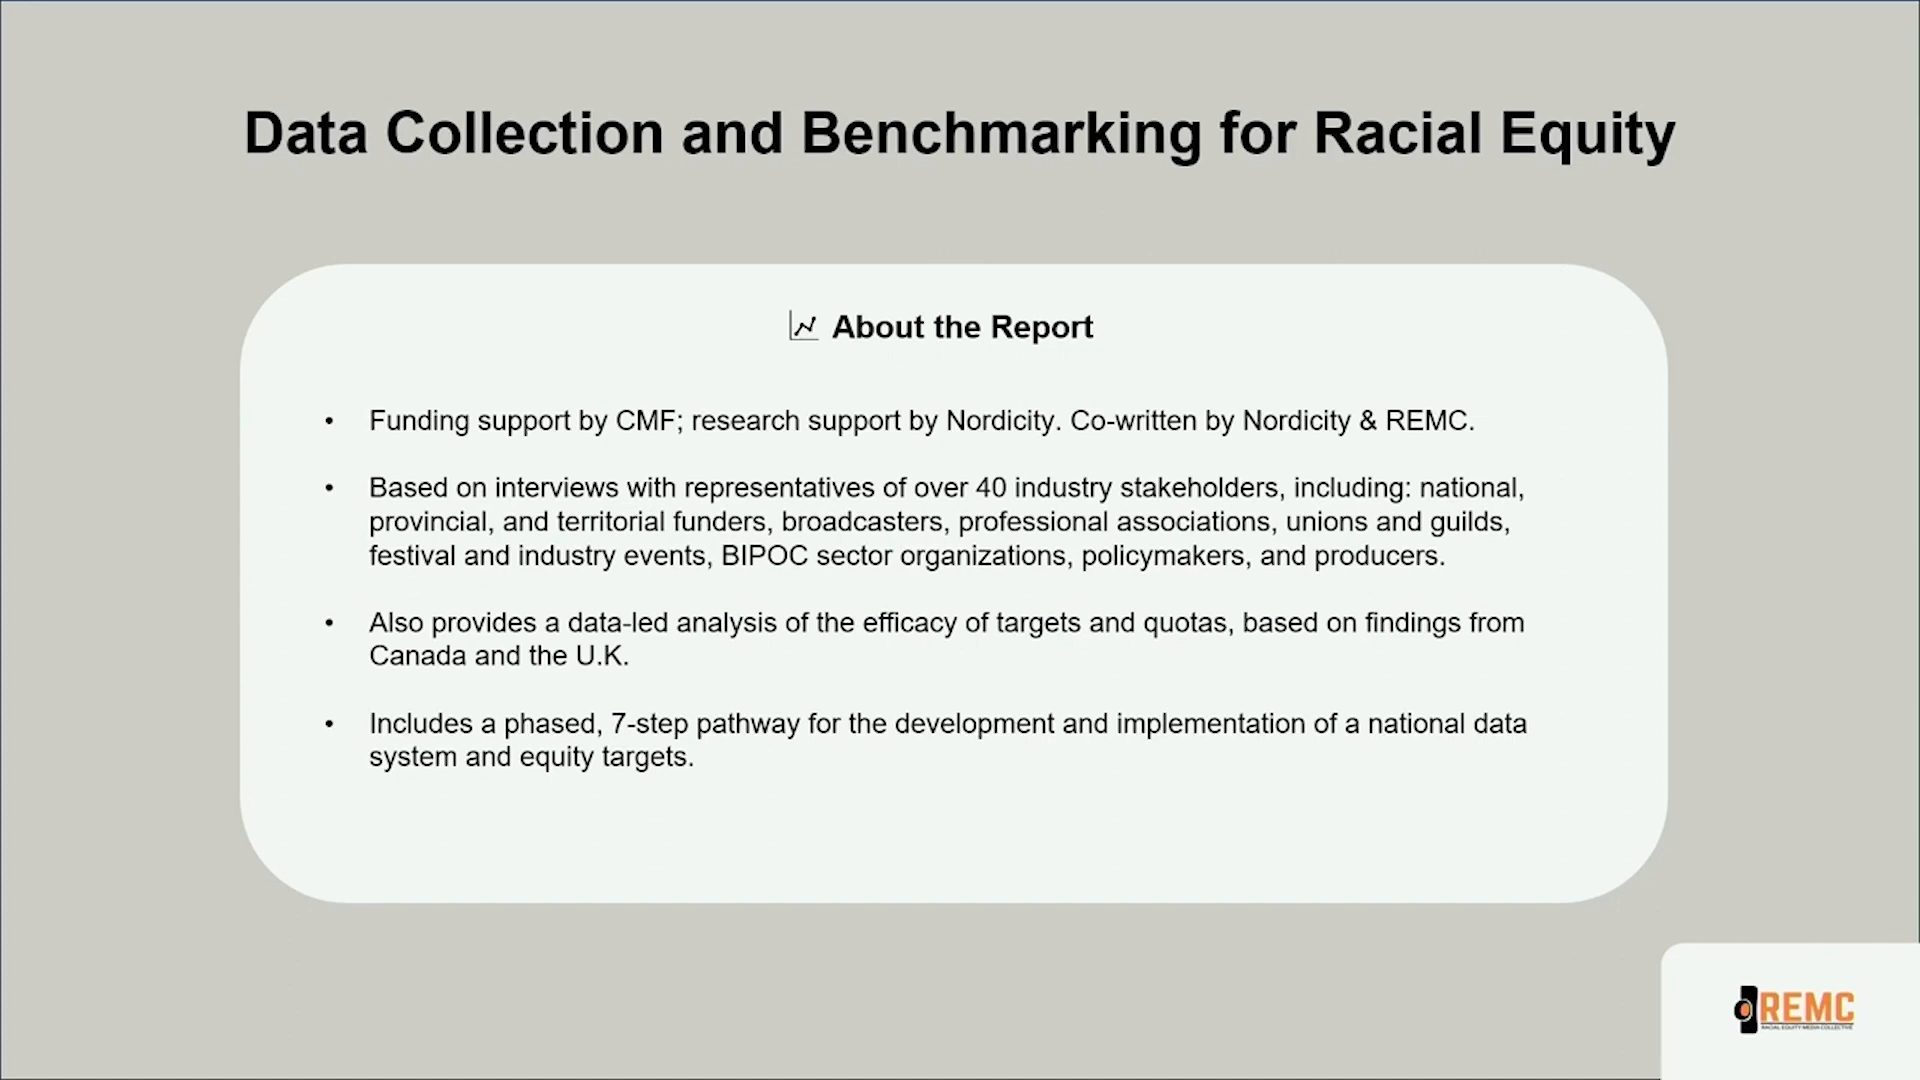 Data Collection and Benchmarking for Racial Equity
About the Report
• Funding support by CMF; research support by Nordicity. Co-written by Nordicity & REMC.
• Based on interviews with representatives of over 40 industry stakeholders, including: national,
provincial, and territorial funders, broadcasters, professional associations, unions and guilds,
festival and industry events, BIPOC sector organizations, policymakers, and producers.
• Also provides a data-led analysis of the efficacy of targets and quotas, based on findings from
Canada and the U.K.
• Includes a phased, 7-step pathway for the development and implementation of a national data
system and equity targets.
REMC
RACIAL EQUITY MEDIA COLLECTIVE